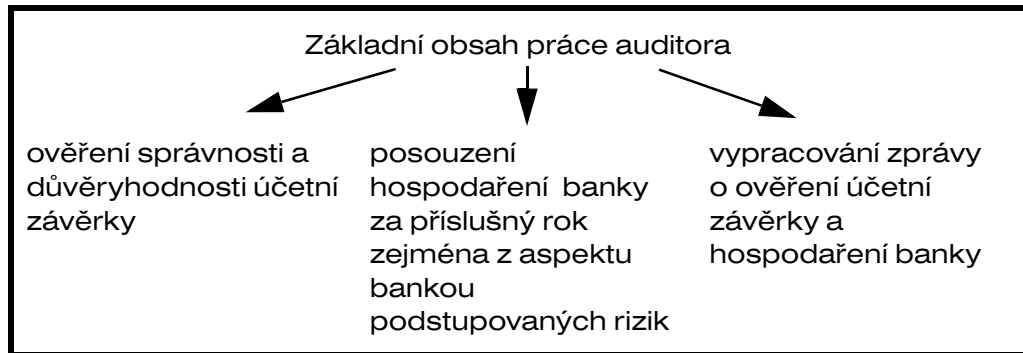 Základní obsah práce auditora
ověření správnosti a
důvěryhodnosti účetní
závěrky
posouzení
hospodaření banky
za příslušný rok
zejména z aspektu
bankou
podstupovaných rizik
vypracování zprávy
o ověření účetní
závěrky a
hospodaření banky